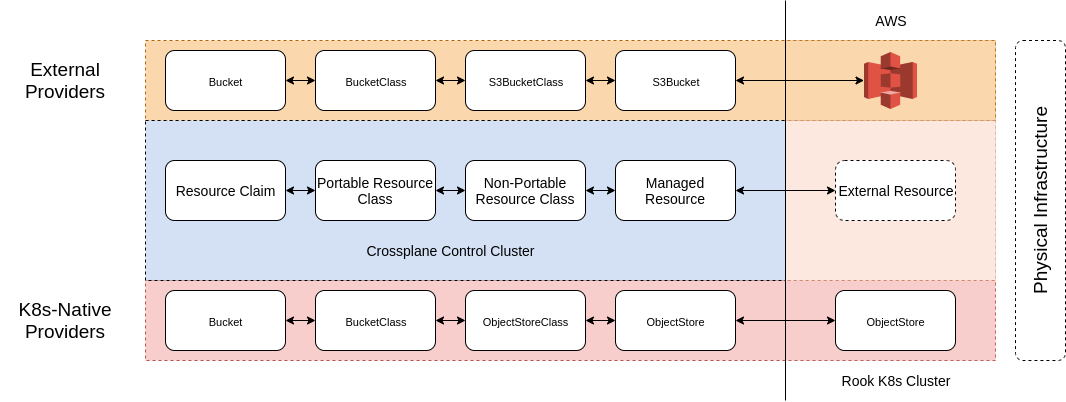 AWS
External
Providers
Bucket
BucketClass
S3BucketClass
S3Bucket
Resource Claim
Portable Resource
Class
Non-Portable
Resource Class
Managed
Resource
External Resource
Crossplane Control Cluster
K8s-Native
Providers
Bucket
BucketClass
ObjectStoreClass
ObjectStore
ObjectStore
Rook K8s Cluster
Physical Infrastructure